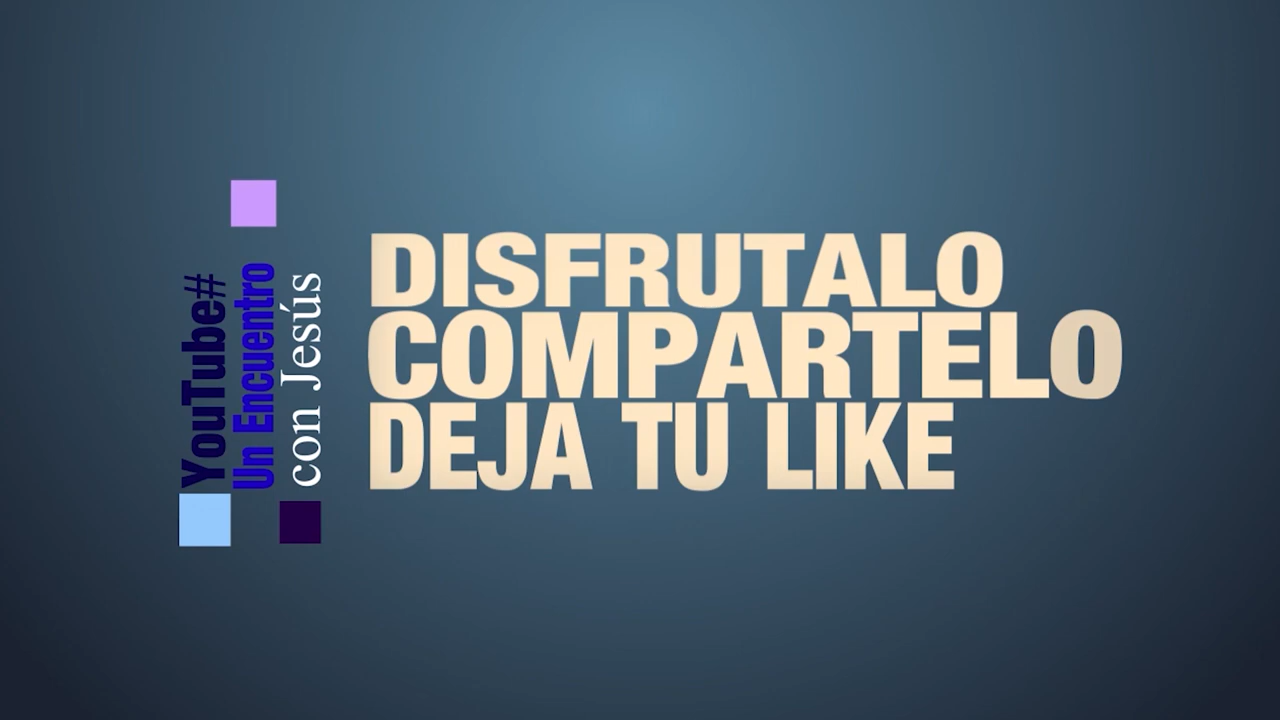 YouTube#
Un Encuentro
con Jesús
DISFRUTALO
COMPARTELO
DEJA TU LIKE